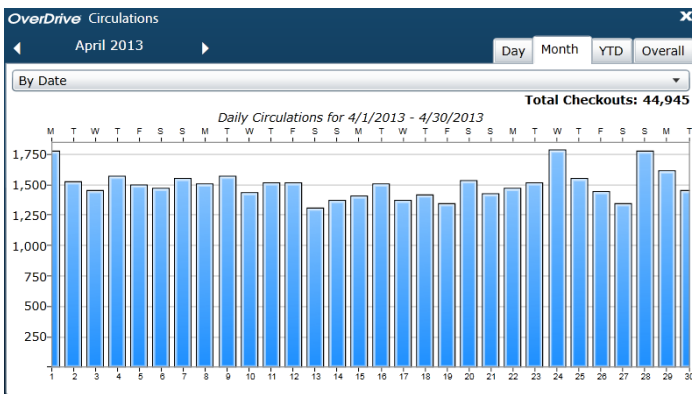 OverDrive Circulations
April 2013
Day Month YTD Overall
By Date
Total Checkouts: 44,945
Daily Circulations for 4/1/2013 - 4/30/2013
M T W T F S S M T W T F S S M T W T F S S M T W T F S S M T
1,750
1,500
1,250
1,000
750
500
250
1 2 3 4 5 6 7 8 9 10 11 12 13 14 15 16 17 18 19 20 21 22 23 24 25 26 27 28 29 30